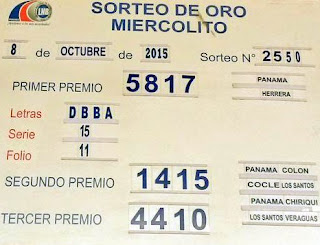 LNB
SORTEO DE ORO
MIERCOLITO
8 de OCTUBRE de 2015 Sorteo N° 2550
PRIMER PREMIO 5817 PANAMA
HERRERA
Letras DBBA
Serie 15
Folio 11
SEGUNDO PREMIO 1415 PANAMA COLON
COCLE LOS SANTOS
TERCER PREMIO 4410 PANAMA CHIRIQUI
LOS SANTOS VERAGUAS